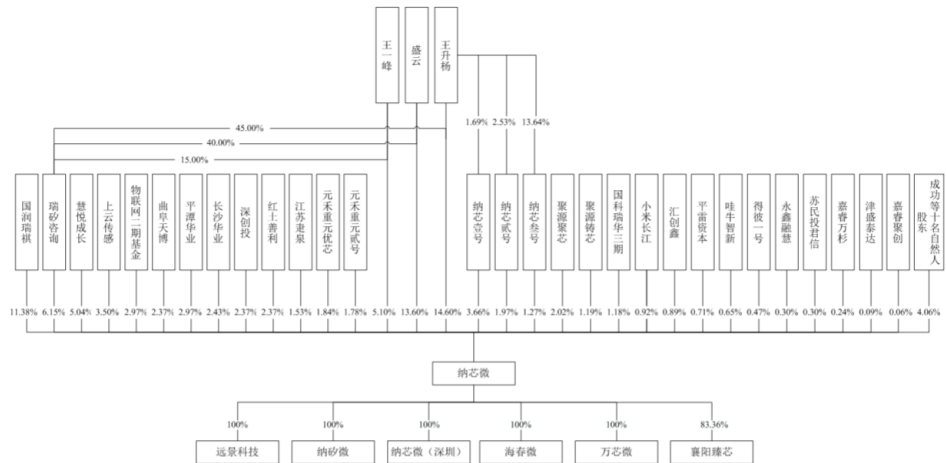 王一峰
盛云
王升杨
1.69%
2.53%
13.64%
45.00%
40.00%
15.00%
国润瑞祺
瑞矽咨询
慧悦成长
上云传感
物联网二期基金
曲阜天博
平潭华业
长沙华业
深创投
红土善利
江苏疌泉
元禾重元优芯
元禾重元贰号
纳芯壹号
纳芯贰号
纳芯叁号
聚源聚芯
聚源铸芯
国科瑞华三期
小米长江
汇创鑫
平雷资本
哇牛智新
得彼一号
永鑫融慧
苏民投君信
嘉睿万杉
津盛泰达
嘉睿聚创
成功等十名自然人
股东
11.38%
6.15%
5.04%
3.50%
2.97%
2.37%
2.97%
2.43%
2.37%
2.37%
1.53%
1.84%
1.78%
5.10%
13.60%
14.60%
3.66%
1.97%
1.27%
2.02%
1.19%
1.18%
0.92%
0.89%
0.71%
0.65%
0.47%
0.30%
0.30%
0.24%
0.09%
0.06%
4.06%
纳芯微
100%
100%
100%
100%
100%
83.36%
远景科技
纳矽微
纳芯微（深圳）
海春微
万芯微
襄阳臻芯